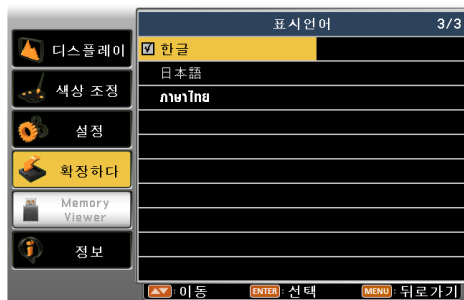 표시언어 3/3
디스플레이
색상 조정
설정
확장하다
Memory
Viewer
정보
한글
日本語
ภาษาไทย
▲▼:이동 ENTER:선택 MENU:뒤로가기